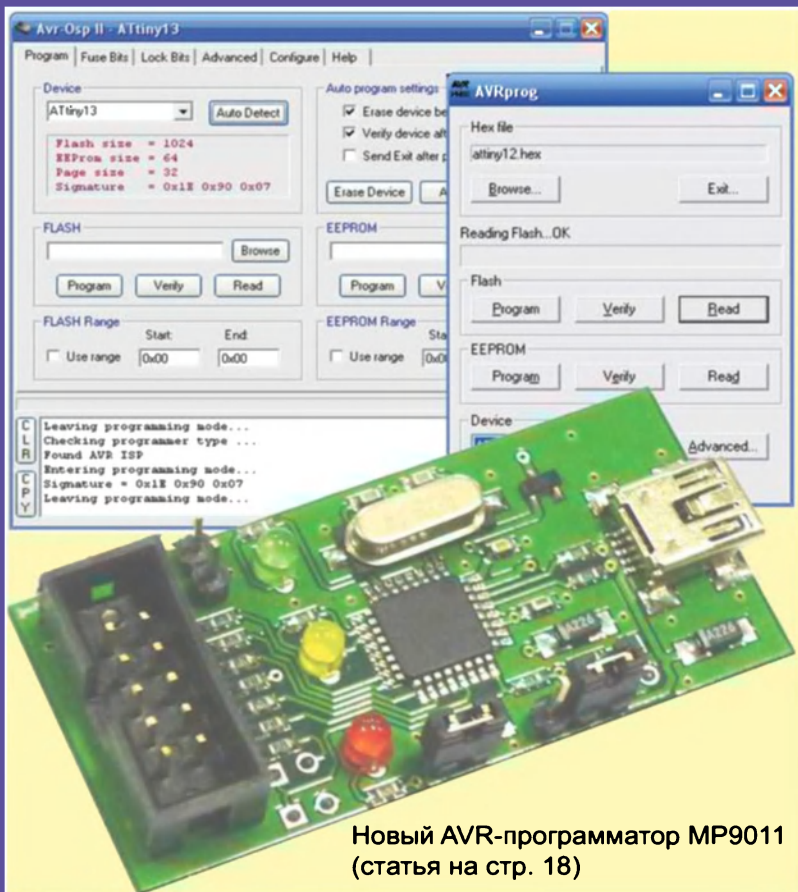 Avr-Osp II - ATtiny13
Program Fuse Bits Lock Bits Advanced Configure Help
Device
ATtiny13
Auto Detect
Flash size = 1024
EEProm size = 64
Page size = 32
Signature = 0x1E 0x90 0x07
Auto program settings
Erase device be
Verify device aft
Send Exit after p
Erase Device A
FLASH
Browse
Program Verify Read
EEPROM
Program V
FLASH Range
Start: End:
Use range 0x00 0x00
EEPROM Range
Sta
Use range 0x0
CLR
CPY
Leaving programming mode...
Checking programmer type ...
Found AVR ISP
Entering programming mode...
Signature = 0x1E 0x90 0x07
Leaving programming mode...
AVRprog
Hex file
attiny12.hex
Browse... Exit...
Reading Flash...OK
Flash
Program Verify Read
EEPROM
Program Verify Read
Device
Advanced...
A226
A226
Новый AVR-программатор MP9011
(статья на стр. 18)